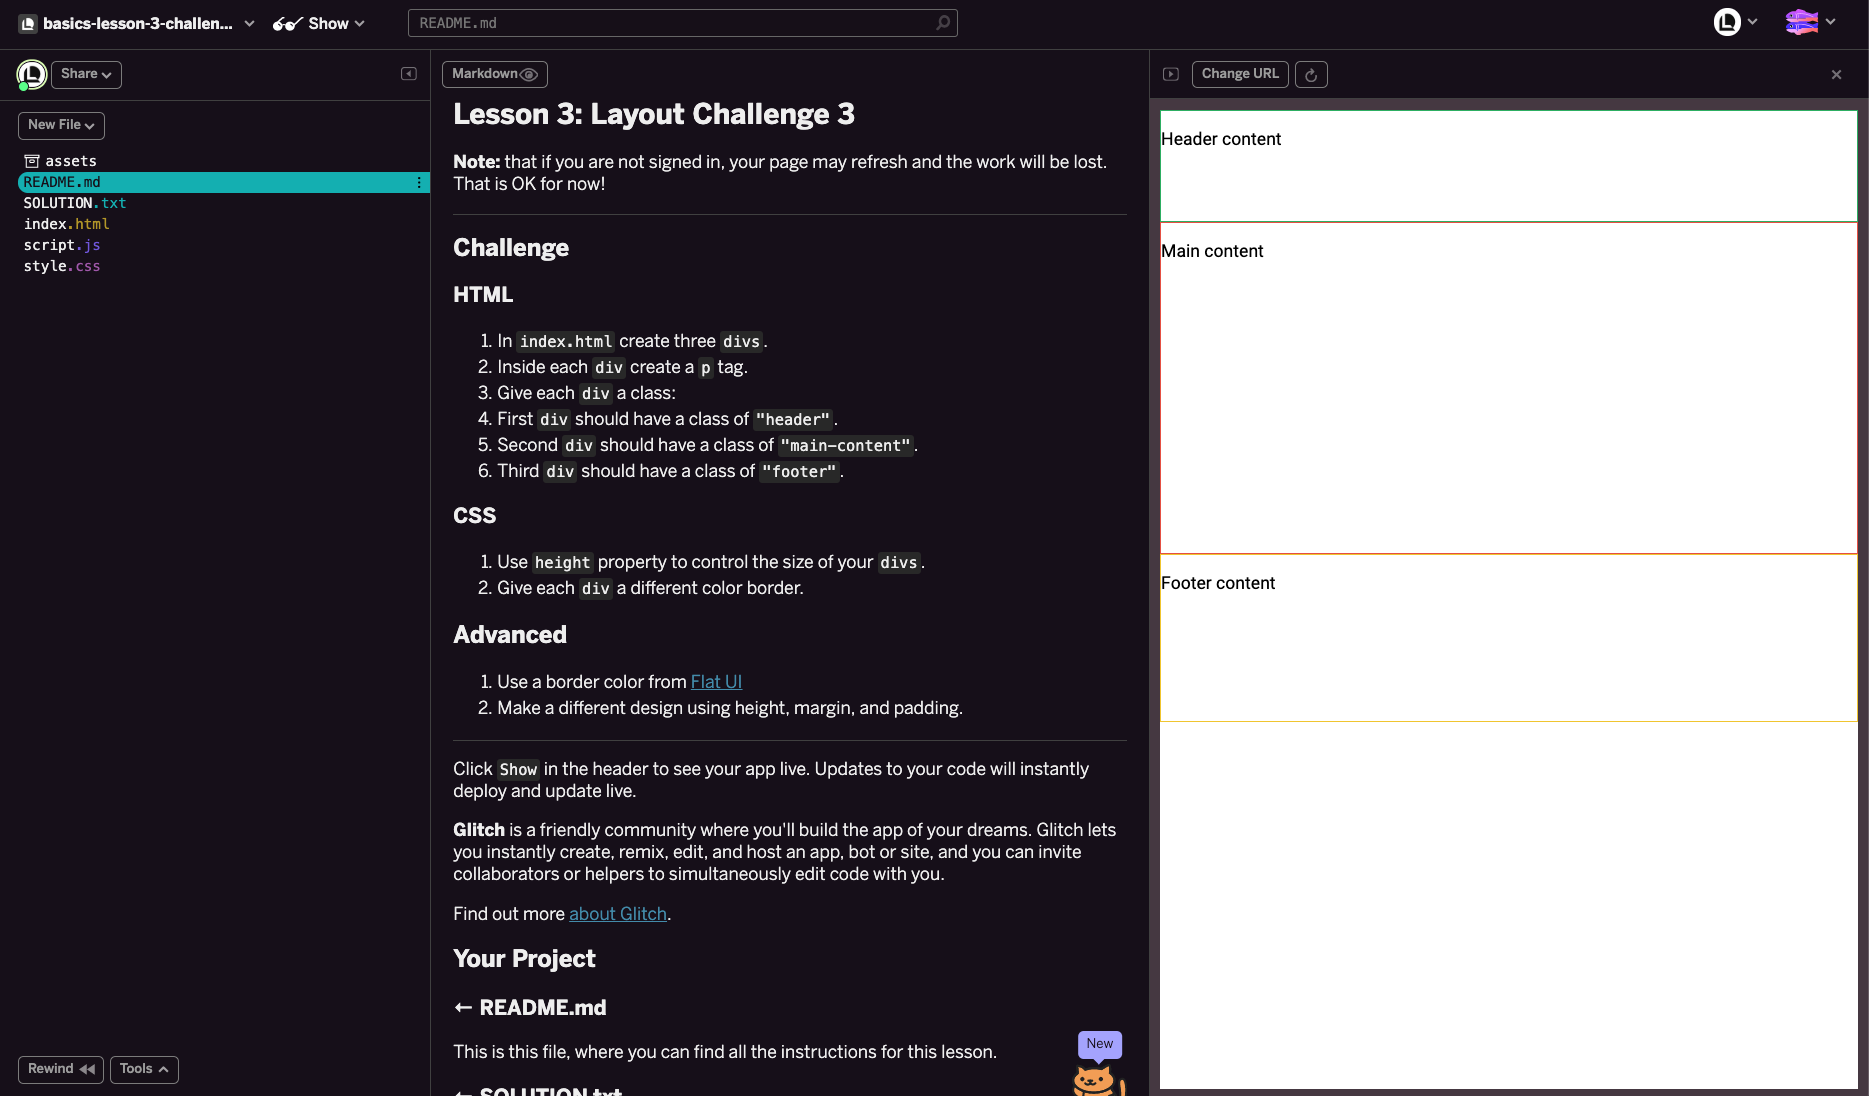 basics-lesson-3-challen...
Show
README.md
Share
Markdown
Change URL
New File
assets
README.md
SOLUTION.txt
index.html
script.js
style.css
Rewind
Tools
Lesson 3: Layout Challenge 3
Note: that if you are not signed in, your page may refresh and the work will be lost.
That is OK for now!
Challenge
HTML
1. In index.html create three divs.
2. Inside each div create a p tag.
3. Give each div a class:
4. First div should have a class of "header".
5. Second div should have a class of "main-content".
6. Third div should have a class of "footer".
CSS
1. Use height property to control the size of your divs.
2. Give each div a different color border.
Advanced
1. Use a border color from Flat UI
2. Make a different design using height, margin, and padding.
Click Show in the header to see your app live. Updates to your code will instantly
deploy and update live.
Glitch is a friendly community where you'll build the app of your dreams. Glitch lets
you instantly create, remix, edit, and host an app, bot or site, and you can invite
collaborators or helpers to simultaneously edit code with you.
Find out more about Glitch.
Your Project
← README.md
This is this file, where you can find all the instructions for this lesson.
← SOLUTION.txt
New
Header content
Main content
Footer content